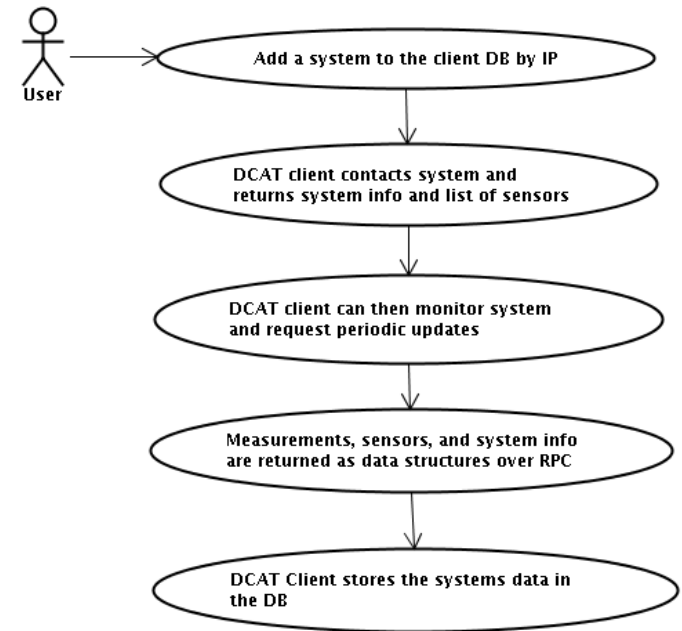 User
Add a system to the client DB by IP
DCAT client contacts system and
returns system info and list of sensors
DCAT client can then monitor system
and request periodic updates
Measurements, sensors, and system info
are returned as data structures over RPC
DCAT Client stores the systems data in
the DB